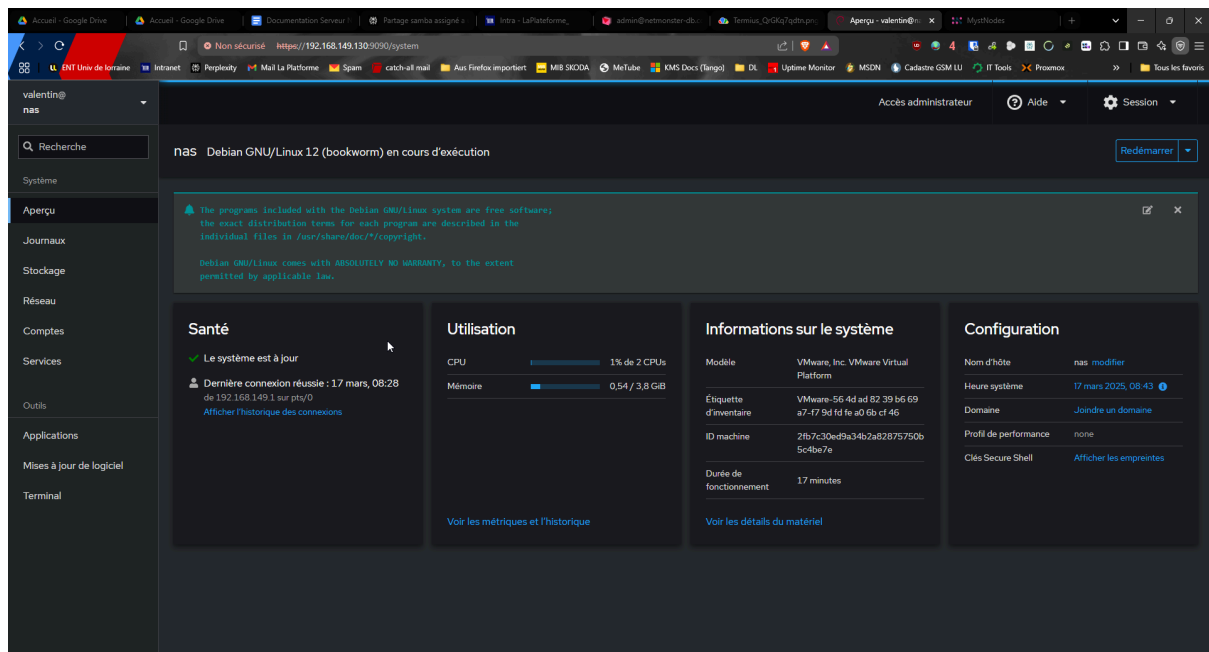 Accueil - Google Drive
Accueil - Google Drive
Documentation Serveur
Partage samba assigné
Intra - LaPlateforme_
admin@netmonster-db.c
Termius_QrGKq7qdtn.png
Aperçu - valentin@n
MystNodes
Non sécurisé https://192.168.149.130:9090/system
ENT Univ de lorraine
Intranet
Perplexity
Mail La Platforme
Spam
catch-all mail
Aus Firefox importiert
MIB SKODA
MeTube
KMS Docs (Tango)
DL
Uptime Monitor
MSDN
Cadastre GSM LU
IT Tools
Proxmox
Tous les favoris
valentin@
nas
Accès administrateur
Aide
Session
Recherche
Système
Aperçu
Journaux
Stockage
Réseau
Comptes
Services
Outils
Applications
Mises à jour de logiciel
Terminal
nas Debian GNU/Linux 12 (bookworm) en cours d'exécution
Redémarrer
The programs included with the Debian GNU/Linux system are free software;
the exact distribution terms for each program are described in the
individual files in /usr/share/doc/*/copyright.
Debian GNU/Linux comes with ABSOLUTELY NO WARRANTY, to the extent
permitted by applicable law.
Santé
Le système est à jour
Dernière connexion réussie : 17 mars, 08:28
de 192.168.149.1 sur pts/0
Afficher l'historique des connexions
Utilisation
CPU 1% de 2 CPUs
Mémoire 0,54 / 3,8 GiB
Voir les métriques et l'historique
Informations sur le système
Modèle VMware, Inc. VMware Virtual
Platform
Étiquette
d'inventaire
VMware-56 4d ad 82 39 b6 69
a7-f7 9d fd fe a0 6b cf 46
ID machine 2fb7c30ed9a34b2a82875750b
5c4be7e
Durée de
fonctionnement
17 minutes
Voir les détails du matériel
Configuration
Nom d'hôte nas modifier
Heure système 17 mars 2025, 08:43
Domaine Joindre un domaine
Profil de performance none
Clés Secure Shell Afficher les empreintes